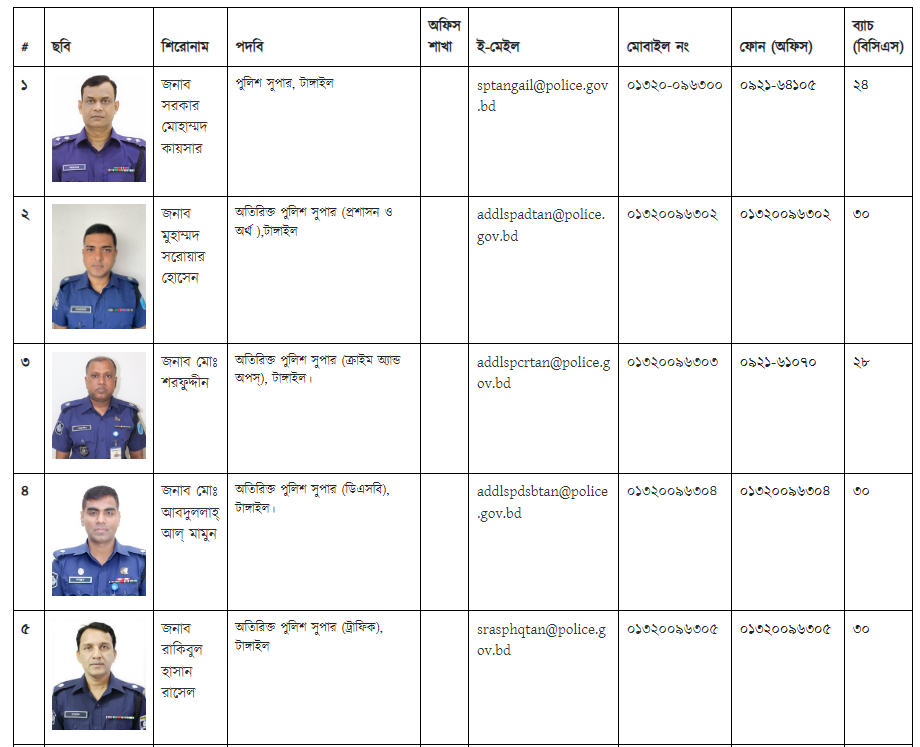 # ছবি শিরোনাম পদবি অফিস শাখা ই-মেইল মোবাইল নং ফোন (অফিস) ব্যাচ (বিসিএস)
১ জনাব সরকার মোহাম্মদ কায়সার পুলিশ সুপার, টাঙ্গাইল sptangail@police.gov.bd ০১৩২০-০৯৬৩০০ ০৯২১-৬৪১০৫ ২৪
২ জনাব মুহাম্মদ সরোয়ার হোসেন অতিরিক্ত পুলিশ সুপার (প্রশাসন ও অর্থ ),টাঙ্গাইল addlspadtan@police.gov.bd ০১৩২০০৯৬৩০২ ০১৩২০০৯৬৩০২ ৩০
৩ জনাব মোঃ শরফুদ্দীন অতিরিক্ত পুলিশ সুপার (ক্রাইম অ্যান্ড অপস্), টাঙ্গাইল। addlspcrtan@police.gov.bd ০১৩২০০৯৬৩০৩ ০৯২১-৬১০৭০ ২৮
৪ জনাব মোঃ আবদুললাহ্ আল্ মামুন অতিরিক্ত পুলিশ সুপার (ডিএসবি), টাঙ্গাইল। addlspdsbtan@police.gov.bd ০১৩২০০৯৬৩০৪ ০১৩২০০৯৬৩০৪ ৩০
৫ জনাব রাকিবুল হাসান রাসেল অতিরিক্ত পুলিশ সুপার (ট্রাফিক), টাঙ্গাইল srasphqtan@police.gov.bd ০১৩২০০৯৬৩০৫ ০১৩২০০৯৬৩০৫ ৩০